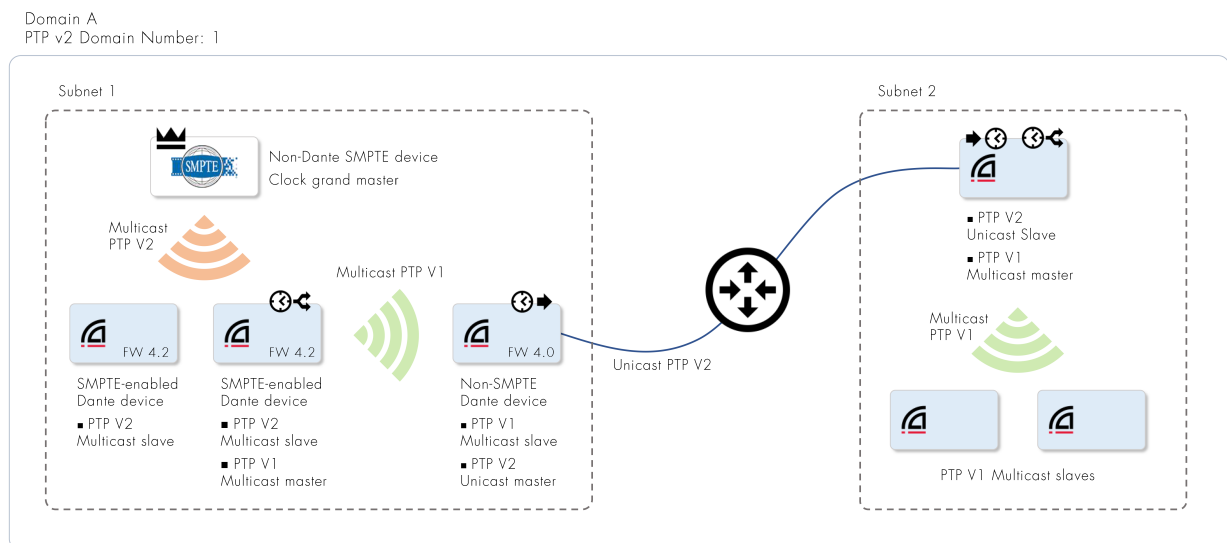 Domain A
PTP v2 Domain Number: 1
Subnet 1
SMPTE
Non-Dante SMPTE device
Clock grand master
Multicast
PTP V2
Multicast PTP V1
FW 4.2
SMPTE-enabled
Dante device
▪ PTP V2
Multicast slave
FW 4.2
SMPTE-enabled
Dante device
▪ PTP V2
Multicast slave
▪ PTP V1
Multicast master
FW 4.0
Non-SMPTE
Dante device
▪ PTP V1
Multicast slave
▪ PTP V2
Unicast master
Unicast PTP V2
Subnet 2
▪ PTP V2
Unicast Slave
▪ PTP V1
Multicast master
Multicast
PTP V1
PTP V1 Multicast slaves